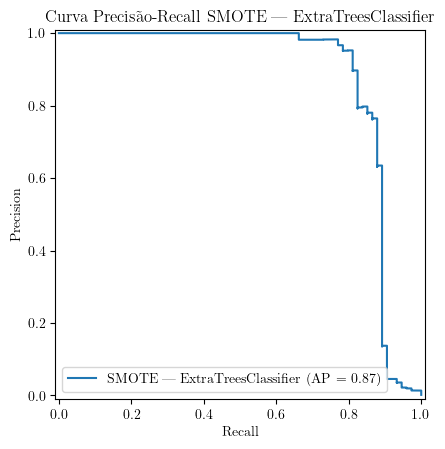 Curva Precisão-Recall SMOTE — ExtraTreesClassifier
1.0
0.8
0.6
0.4
0.2
0.0
Precision
SMOTE — ExtraTreesClassifier (AP = 0.87)
0.0 0.2 0.4 0.6 0.8 1.0
Recall